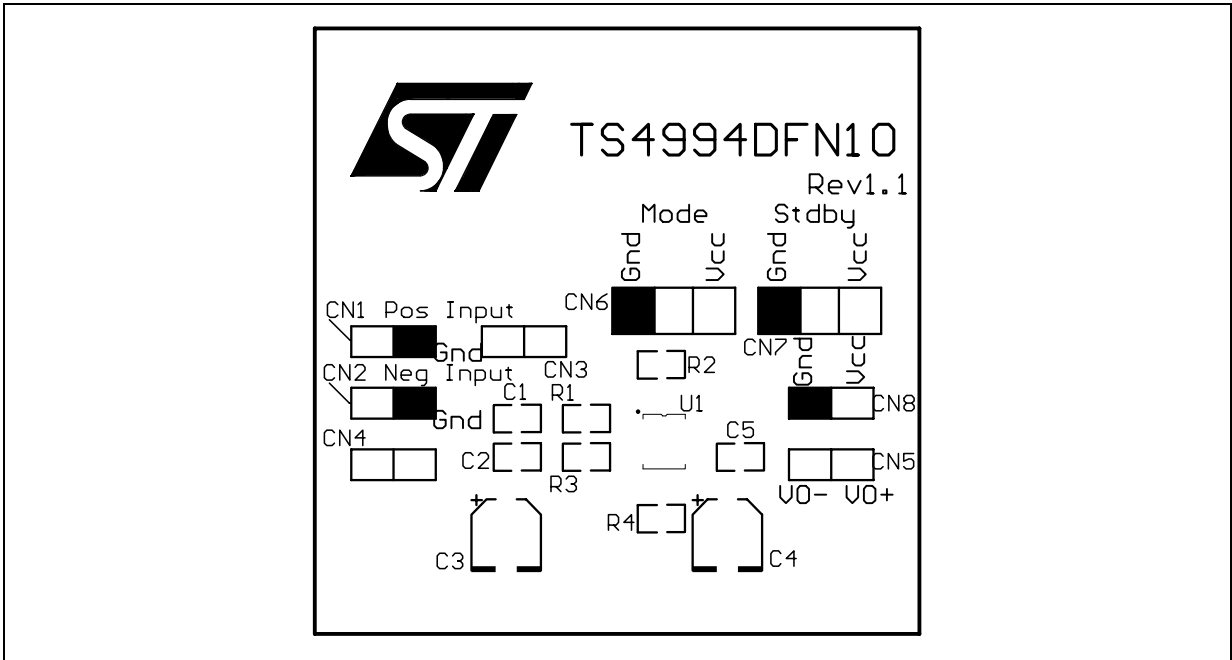 ST
TS4994DFN10
Rev1.1
Mode Stdby
Gnd Vcc Gnd Vcc
CN6
CN7
CN1 Pos Input
Gnd
CN3
CN2 Neg Input
Gnd
CN4
R2
Gnd Vcc
CN8
C1 R1
U1
C5
C2
R3
CN5
VO- VO+
+
C3
R4
+
C4